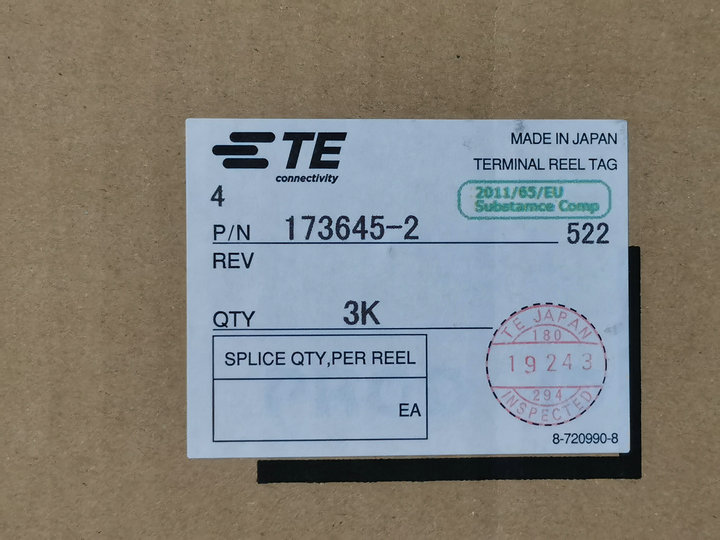 TE
connectivity
MADE IN JAPAN
TERMINAL REEL TAG
4
2011/65/EU
Substamce Comp
P/N 173645-2 522
REV
QTY 3K
SPLICE QTY,PER REEL
EA
TE JAPAN
180
19243
294
INSPECTED
8-720990-8